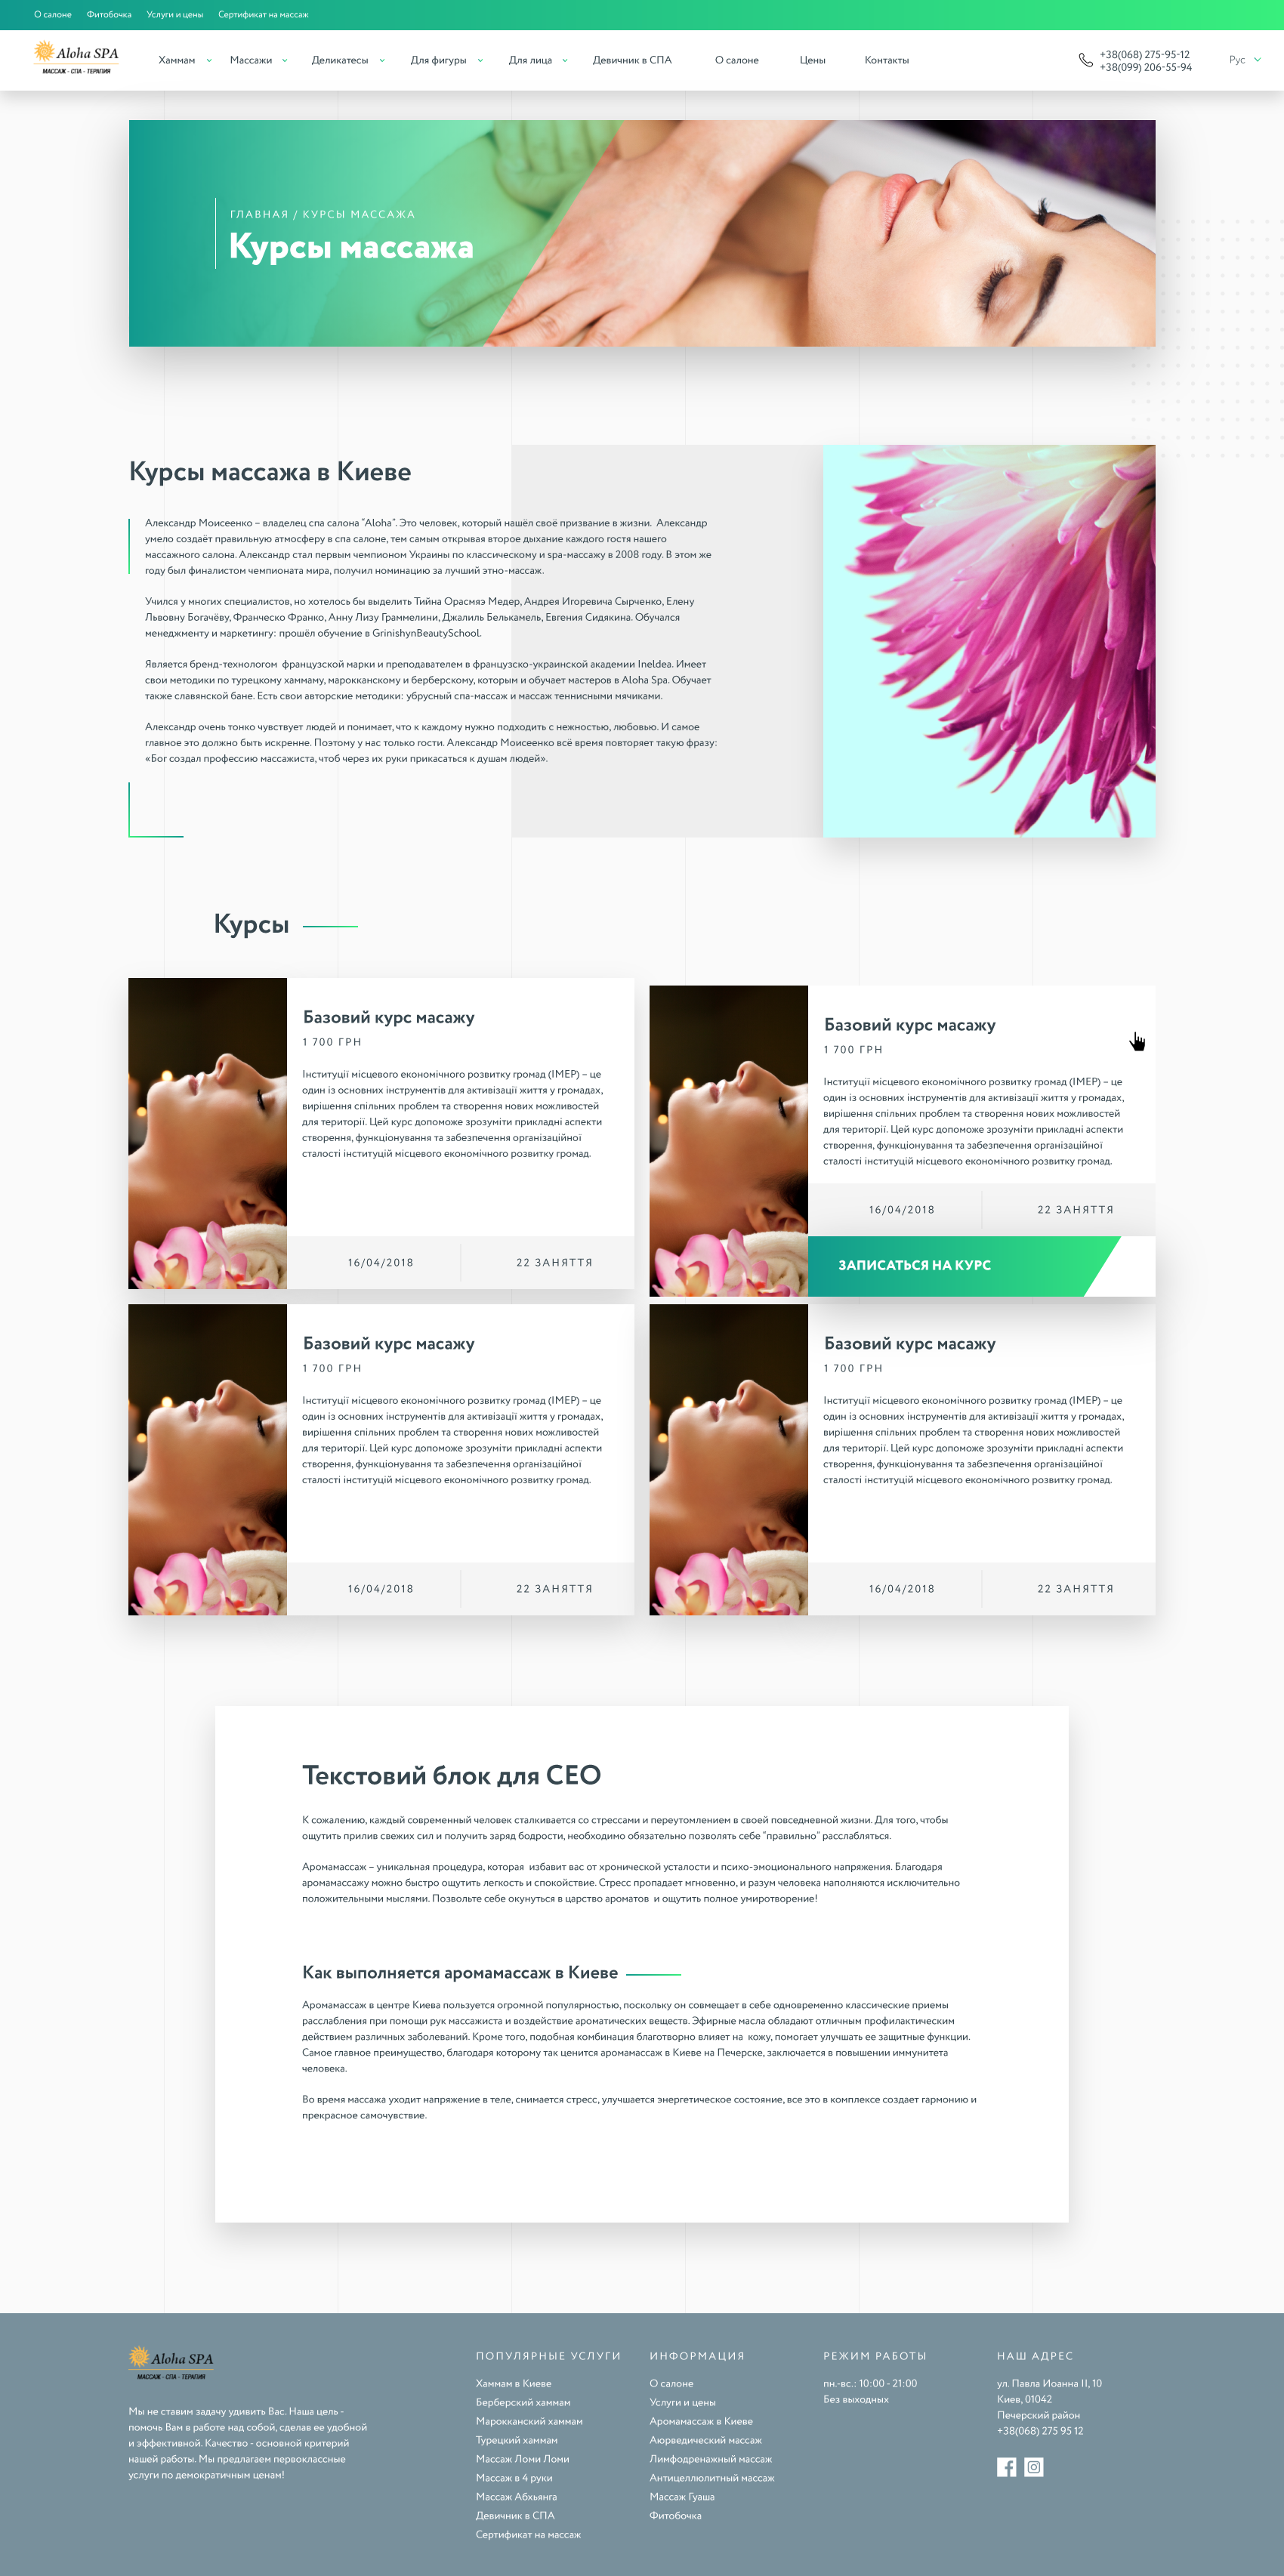 О салоне Фитобочка Услуги и цены Сертификат на массаж
Aloha SPA
МАССАЖ - СПА - ТЕРАПИЯ
Хаммам Массажи Деликатесы Для фигуры Для лица Девичник в СПА О салоне Цены Контакты
+38(068) 275-95-12
+38(099) 206-55-94
Рус
ГЛАВНАЯ / КУРСЫ МАССАЖА
Курсы массажа
Курсы массажа в Киеве
Александр Моисеенко – владелец спа салона "Aloha". Это человек, который нашёл своё призвание в жизни. Александр
умело создаёт правильную атмосферу в спа салоне, тем самым открывая второе дыхание каждого гостя нашего
массажного салона. Александр стал первым чемпионом Украины по классическому и spa-массажу в 2008 году. В этом же
году был финалистом чемпионата мира, получил номинацию за лучший этно-массаж.
Учился у многих специалистов, но хотелось бы выделить Тийна Орасмяэ Медер, Андрея Игоревича Сырченко, Елену
Львовну Богачёву, Франческо Франко, Анну Лизу Граммелини, Джалиль Белькамель, Евгения Сидякина. Обучался
менеджменту и маркетингу: прошёл обучение в GrinishynBeautySchool.
Является бренд-технологом французской марки и преподавателем в французско-украинской академии Ineldea. Имеет
свои методики по турецкому хаммаму, марокканскому и берберскому, которым и обучает мастеров в Aloha Spa. Обучает
также славянской бане. Есть свои авторские методики: убрусный спа-массаж и массаж теннисными мячиками.
Александр очень тонко чувствует людей и понимает, что к каждому нужно подходить с нежностью, любовью. И самое
главное это должно быть искренне. Поэтому у нас только гости. Александр Моисеенко всё время повторяет такую фразу:
«Бог создал профессию массажиста, чтоб через их руки прикасаться к душам людей».
Курсы
Базовий курс масажу
1 700 ГРН
Інституції місцевого економічного розвитку громад (ІМЕР) – це
один із основних інструментів для активізації життя у громадах,
вирішення спільних проблем та створення нових можливостей
для території. Цей курс допоможе зрозуміти прикладні аспекти
створення, функціонування та забезпечення організаційної
сталості інституцій місцевого економічного розвитку громад.
16/04/2018 22 ЗАНЯТТЯ
Базовий курс масажу
1 700 ГРН
Інституції місцевого економічного розвитку громад (ІМЕР) – це
один із основних інструментів для активізації життя у громадах,
вирішення спільних проблем та створення нових можливостей
для території. Цей курс допоможе зрозуміти прикладні аспекти
створення, функціонування та забезпечення організаційної
сталості інституцій місцевого економічного розвитку громад.
16/04/2018 22 ЗАНЯТТЯ
ЗАПИСАТЬСЯ НА КУРС
Базовий курс масажу
1 700 ГРН
Інституції місцевого економічного розвитку громад (ІМЕР) – це
один із основних інструментів для активізації життя у громадах,
вирішення спільних проблем та створення нових можливостей
для території. Цей курс допоможе зрозуміти прикладні аспекти
створення, функціонування та забезпечення організаційної
сталості інституцій місцевого економічного розвитку громад.
16/04/2018 22 ЗАНЯТТЯ
Базовий курс масажу
1 700 ГРН
Інституції місцевого економічного розвитку громад (ІМЕР) – це
один із основних інструментів для активізації життя у громадах,
вирішення спільних проблем та створення нових можливостей
для території. Цей курс допоможе зрозуміти прикладні аспекти
створення, функціонування та забезпечення організаційної
сталості інституцій місцевого економічного розвитку громад.
16/04/2018 22 ЗАНЯТТЯ
Текстовий блок для СЕО
К сожалению, каждый современный человек сталкивается со стрессами и переутомлением в своей повседневной жизни. Для того, чтобы
ощутить прилив свежих сил и получить заряд бодрости, необходимо обязательно позволять себе "правильно" расслабляться.
Аромамассаж – уникальная процедура, которая избавит вас от хронической усталости и психо-эмоционального напряжения. Благодаря
аромамассажу можно быстро ощутить легкость и спокойствие. Стресс пропадает мгновенно, и разум человека наполняются исключительно
положительными мыслями. Позвольте себе окунуться в царство ароматов и ощутить полное умиротворение!
Как выполняется аромамассаж в Киеве
Аромамассаж в центре Киева пользуется огромной популярностью, поскольку он совмещает в себе одновременно классические приемы
расслабления при помощи рук массажиста и воздействие ароматических веществ. Эфирные масла обладают отличным профилактическим
действием различных заболеваний. Кроме того, подобная комбинация благотворно влияет на кожу, помогает улучшать ее защитные функции.
Самое главное преимущество, благодаря которому так ценится аромамассаж в Киеве на Печерске, заключается в повышении иммунитета
человека.
Во время массажа уходит напряжение в теле, снимается стресс, улучшается энергетическое состояние, все это в комплексе создает гармонию и
прекрасное самочувствие.
Aloha SPA
МАССАЖ - СПА - ТЕРАПИЯ
Мы не ставим задачу удивить Вас. Наша цель -
помочь Вам в работе над собой, сделав ее удобной
и эффективной. Качество - основной критерий
нашей работы. Мы предлагаем первоклассные
услуги по демократичным ценам!
ПОПУЛЯРНЫЕ УСЛУГИ
Хаммам в Киеве
Берберский хаммам
Марокканский хаммам
Турецкий хаммам
Массаж Ломи Ломи
Массаж в 4 руки
Массаж Абхьянга
Девичник в СПА
Сертификат на массаж
ИНФОРМАЦИЯ
О салоне
Услуги и цены
Аромамассаж в Киеве
Аюрведический массаж
Лимфодренажный массаж
Антицеллюлитный массаж
Массаж Гуаша
Фитобочка
РЕЖИМ РАБОТЫ
пн.-вс.: 10:00 - 21:00
Без выходных
НАШ АДРЕС
ул. Павла Иоанна II, 10
Киев, 01042
Печерский район
+38(068) 275 95 12